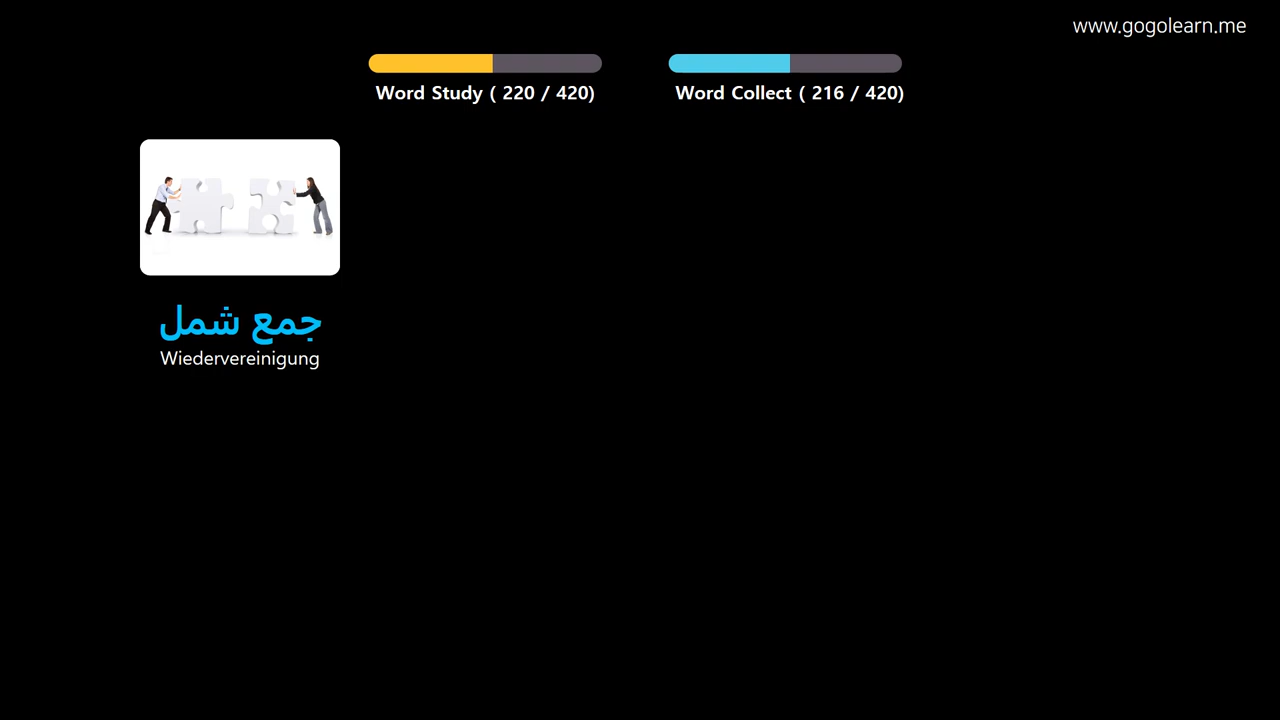 www.gogolearn.me
Word Study ( 220 / 420)
Word Collect ( 216 / 420)
جمع شمل
Wiedervereinigung